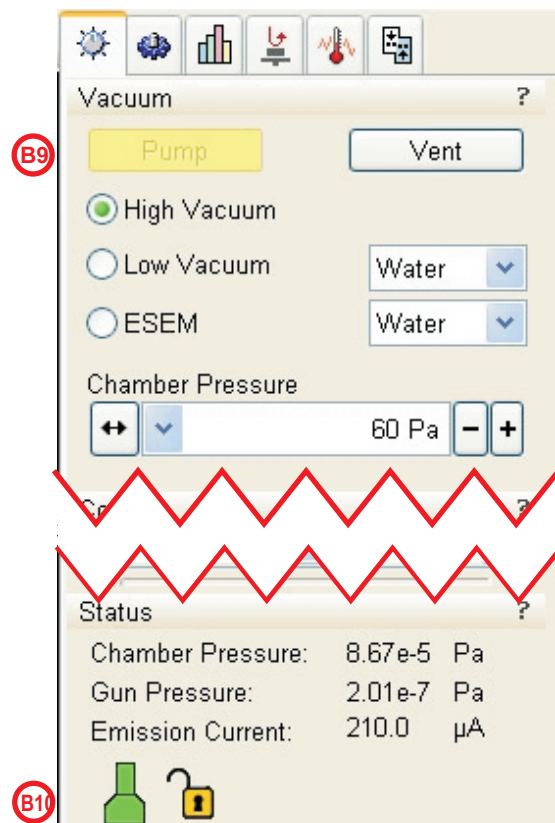 Vacuum ?
B9 Pump Vent
High Vacuum
Low Vacuum Water
ESEM Water
Chamber Pressure
↔ 60 Pa - +
?
Status ?
Chamber Pressure: 8.67e-5 Pa
Gun Pressure: 2.01e-7 Pa
Emission Current: 210.0 µA
B10